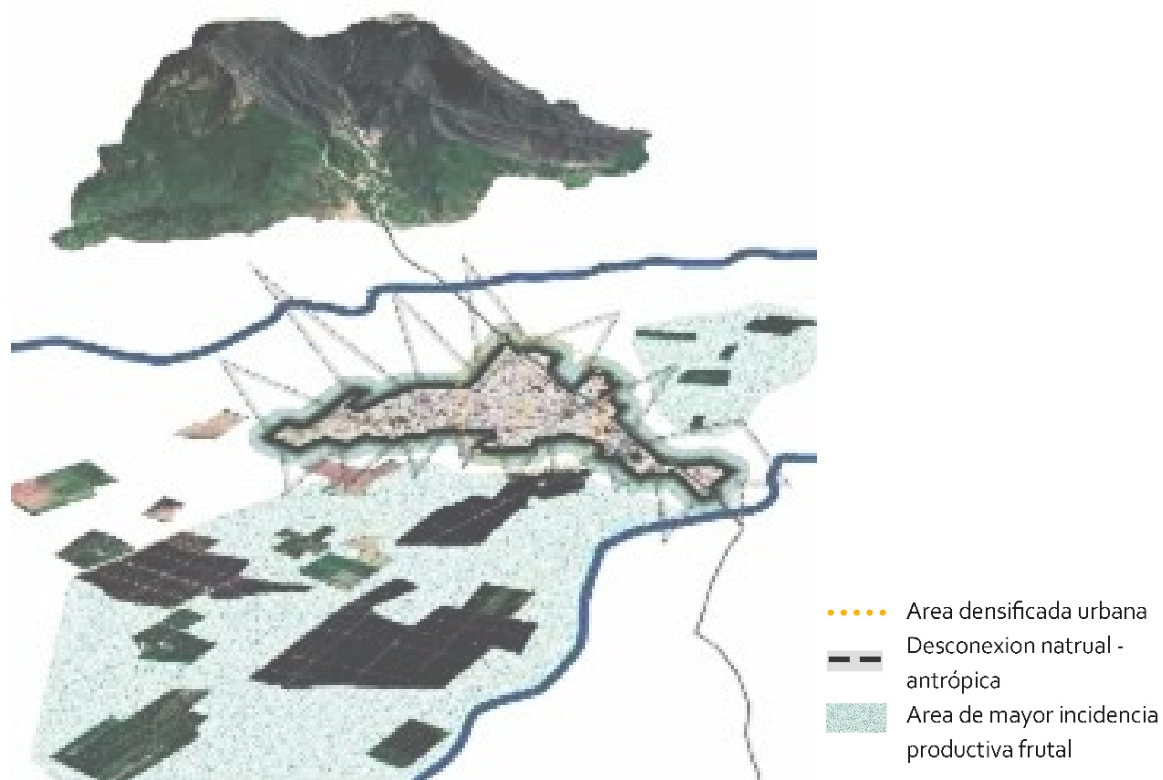 Area densificada urbana
Desconexion natrual -
antrópica
Area de mayor incidencia
productiva frutal